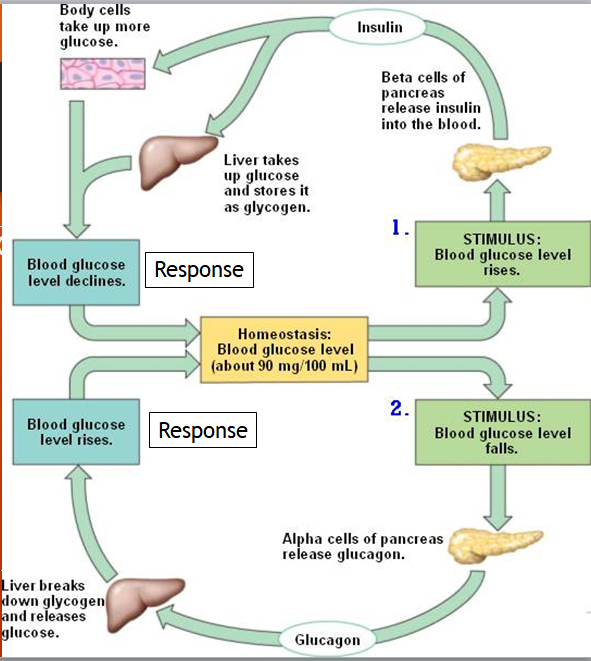 Body cells
take up more
glucose.
Insulin
Beta cells of
pancreas
release insulin
into the blood.
Liver takes
up glucose
and stores it
as glycogen.
1.
STIMULUS:
Blood glucose level
rises.
Blood glucose
level declines.
Response
Homeostasis:
Blood glucose level
(about 90 mg/100 mL)
Blood glucose
level rises.
Response
2.
STIMULUS:
Blood glucose level
falls.
Alpha cells of pancreas
release glucagon.
Liver breaks
down glycogen
and releases
glucose.
Glucagon